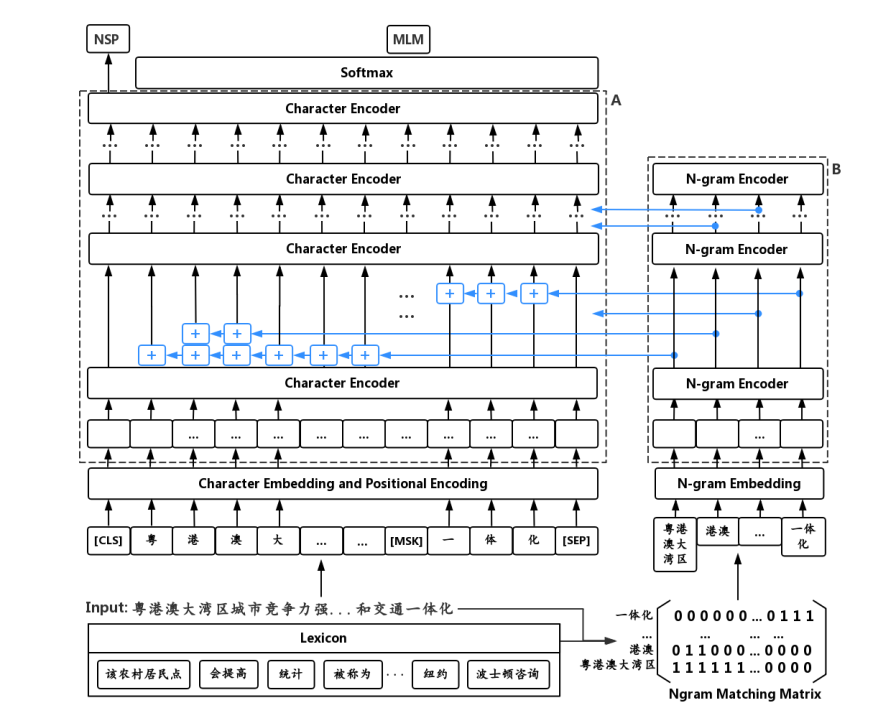 NSP
MLM
Softmax
Character Encoder
A
...
Character Encoder
N-gram Encoder
B
...
Character Encoder
N-gram Encoder
...
+ + +
...
+ +
+ + + + + +
Character Encoder
N-gram Encoder
... ... ... ... ... ... ... ... ...
...
Character Embedding and Positional Encoding
N-gram Embedding
[CLS] 粤 港 澳 大 ... ... [MSK] 一 体 化 [SEP]
粤港澳大湾区 港澳 ... 一体化
Input: 粤港澳大湾区城市竞争力强...和交通一体化
Lexicon
该农村居民点 会提高 统计 被称为 ... 纽约 波士顿咨询
一体化 0 0 0 0 0 0 ... 0 1 1 1
... ... ... ...
港澳 0 1 1 0 0 0 ... 0 0 0 0
粤港澳大湾区 1 1 1 1 1 1 ... 0 0 0 0
Ngram Matching Matrix